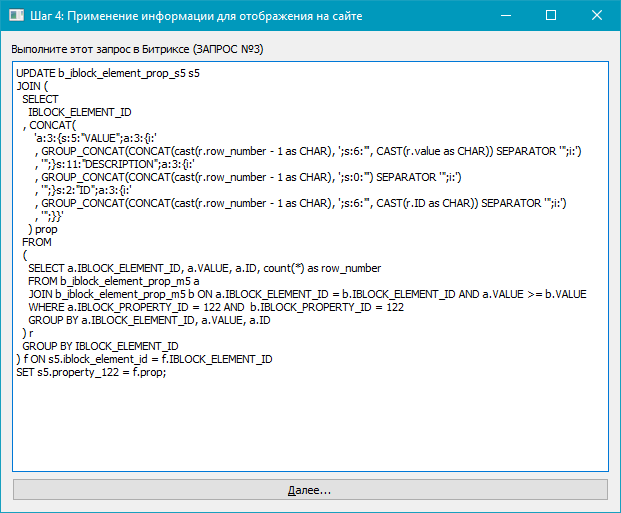 Шаг 4: Применение информации для отображения на сайте
Выполните этот запрос в Битриксе (ЗАПРОС №3)
UPDATE b_iblock_element_prop_s5 s5
JOIN (
  SELECT
    IBLOCK_ELEMENT_ID
  , CONCAT(
      'a:3:{s:5:"VALUE";a:3:{i:'
      , GROUP_CONCAT(CONCAT(cast(r.row_number - 1 as CHAR), ';s:6:"', CAST(r.value as CHAR)) SEPARATOR '";i:')
      , '";}s:11:"DESCRIPTION";a:3:{i:'
      , GROUP_CONCAT(CONCAT(cast(r.row_number - 1 as CHAR), ';s:0:"') SEPARATOR '";i:')
      , '";}s:2:"ID";a:3:{i:'
      , GROUP_CONCAT(CONCAT(cast(r.row_number - 1 as CHAR), ';s:6:"', CAST(r.ID as CHAR)) SEPARATOR '";i:')
      , '";}}'
    ) prop
  FROM
  (
    SELECT a.IBLOCK_ELEMENT_ID, a.VALUE, a.ID, count(*) as row_number
    FROM b_iblock_element_prop_m5 a
    JOIN b_iblock_element_prop_m5 b ON a.IBLOCK_ELEMENT_ID = b.IBLOCK_ELEMENT_ID AND a.VALUE >= b.VALUE
    WHERE a.IBLOCK_PROPERTY_ID = 122 AND  b.IBLOCK_PROPERTY_ID = 122
    GROUP BY a.IBLOCK_ELEMENT_ID, a.VALUE, a.ID
  ) r
  GROUP BY IBLOCK_ELEMENT_ID
) f ON s5.iblock_element_id = f.IBLOCK_ELEMENT_ID
SET s5.property_122 = f.prop;
Далее...